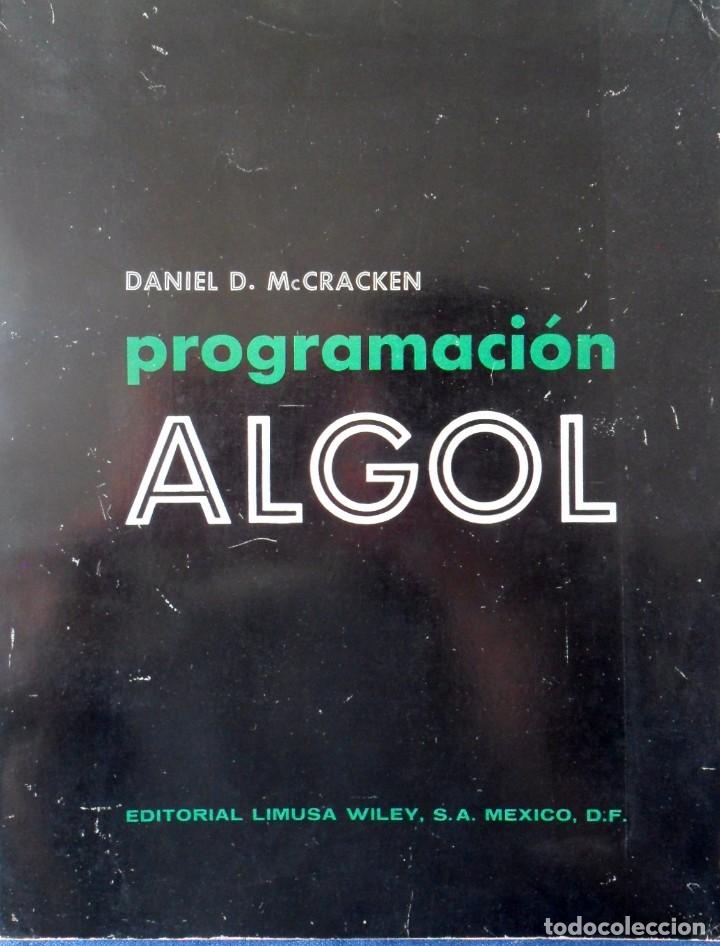 DANIEL D. McCRACKEN
programación
ALGOL
EDITORIAL LIMUSA WILEY, S.A. MEXICO, D.F.
todocoleccion